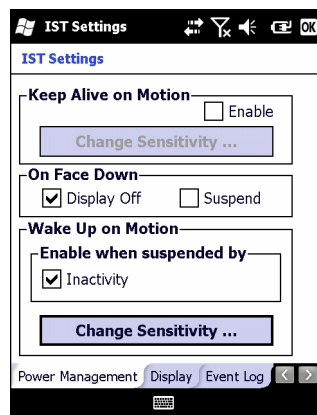 IST Settings
OK
IST Settings
Keep Alive on Motion
Enable
Change Sensitivity ...
On Face Down
Display Off Suspend
Wake Up on Motion
Enable when suspended by
Inactivity
Change Sensitivity ...
Power Management Display Event Log